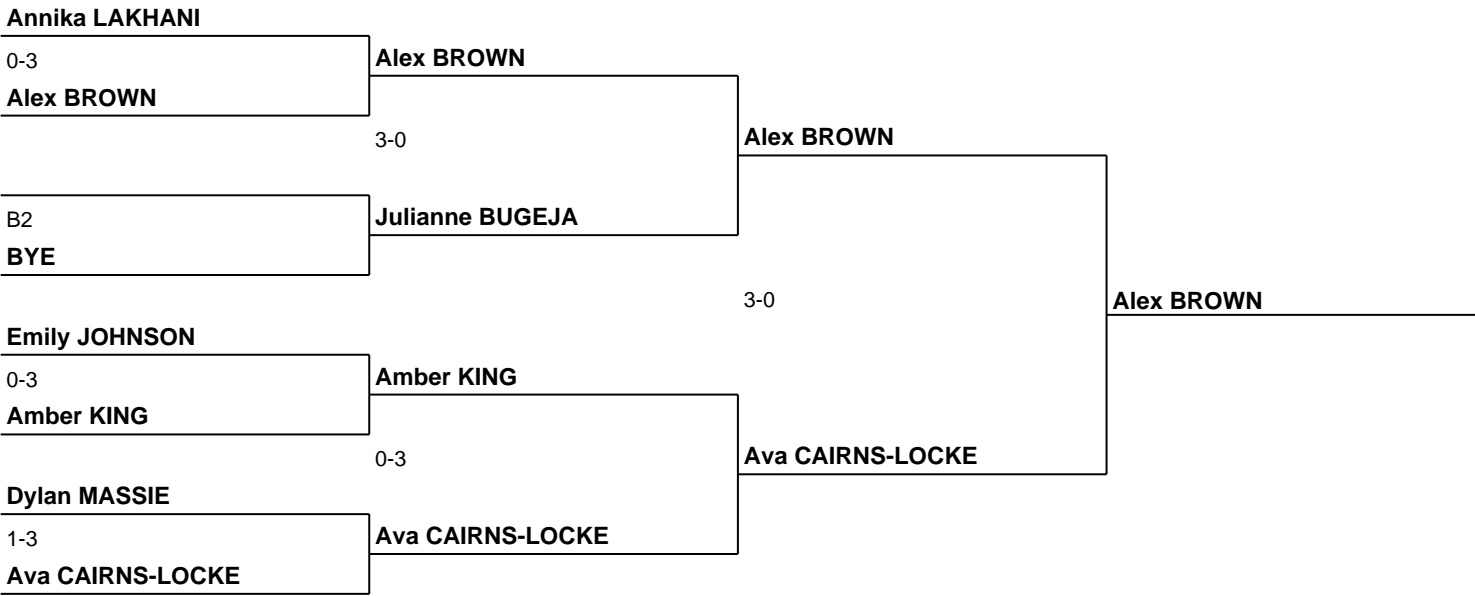 Annika LAKHANI
0-3
Alex BROWN
B2
BYE
Emily JOHNSON
0-3
Amber KING
Dylan MASSIE
1-3
Ava CAIRNS-LOCKE
Alex BROWN
3-0
Julianne BUGEJA
Amber KING
0-3
Ava CAIRNS-LOCKE
Alex BROWN
3-0
Ava CAIRNS-LOCKE
Alex BROWN